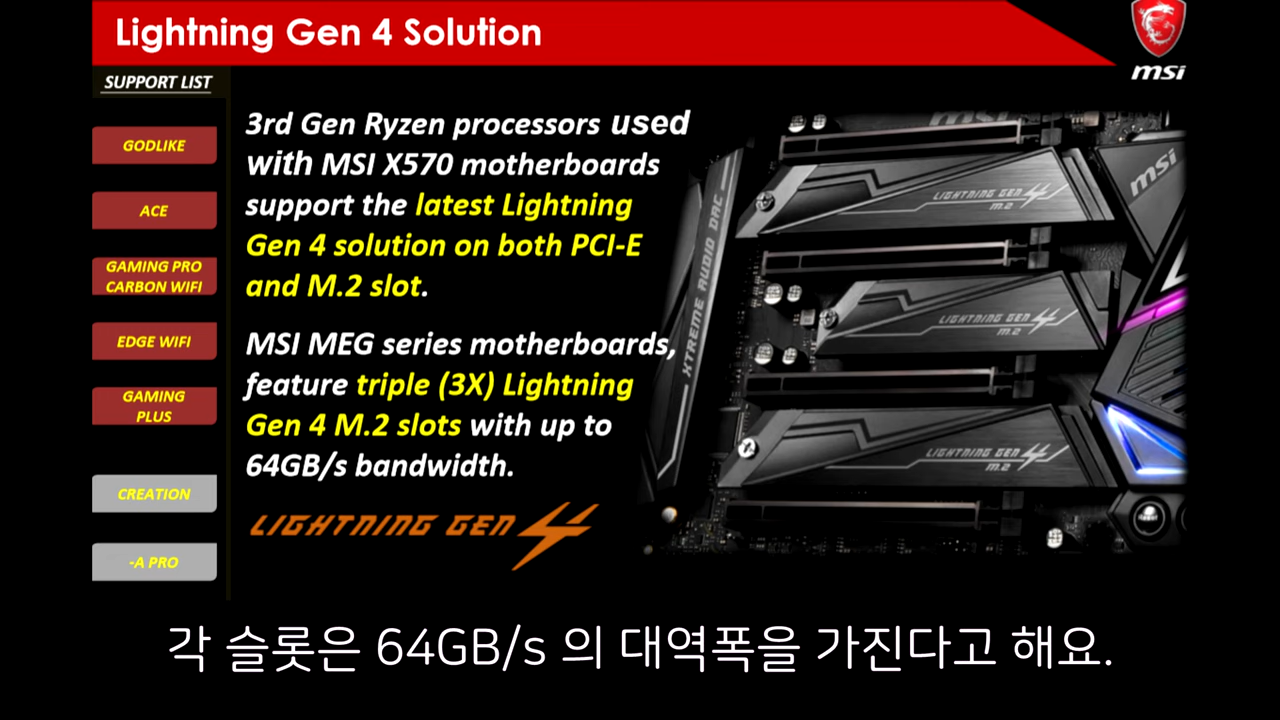 Lightning Gen 4 Solution
msi
SUPPORT LIST
GODLIKE
ACE
GAMING PRO
CARBON WIFI
EDGE WIFI
GAMING
PLUS
CREATION
-A PRO
3rd Gen Ryzen processors used
with MSI X570 motherboards
support the latest Lightning
Gen 4 solution on both PCI-E
and M.2 slot.
MSI MEG series motherboards,
feature triple (3X) Lightning
Gen 4 M.2 slots with up to
64GB/s bandwidth.
LIGHTNING GEN 4
msi
XTREME AUDIO DAC
LIGHTNING GEN 4
M.2
msi
LIGHTNING GEN 4
M.2
LIGHTNING GEN 4
M.2
각 슬롯은 64GB/s 의 대역폭을 가진다고 해요.